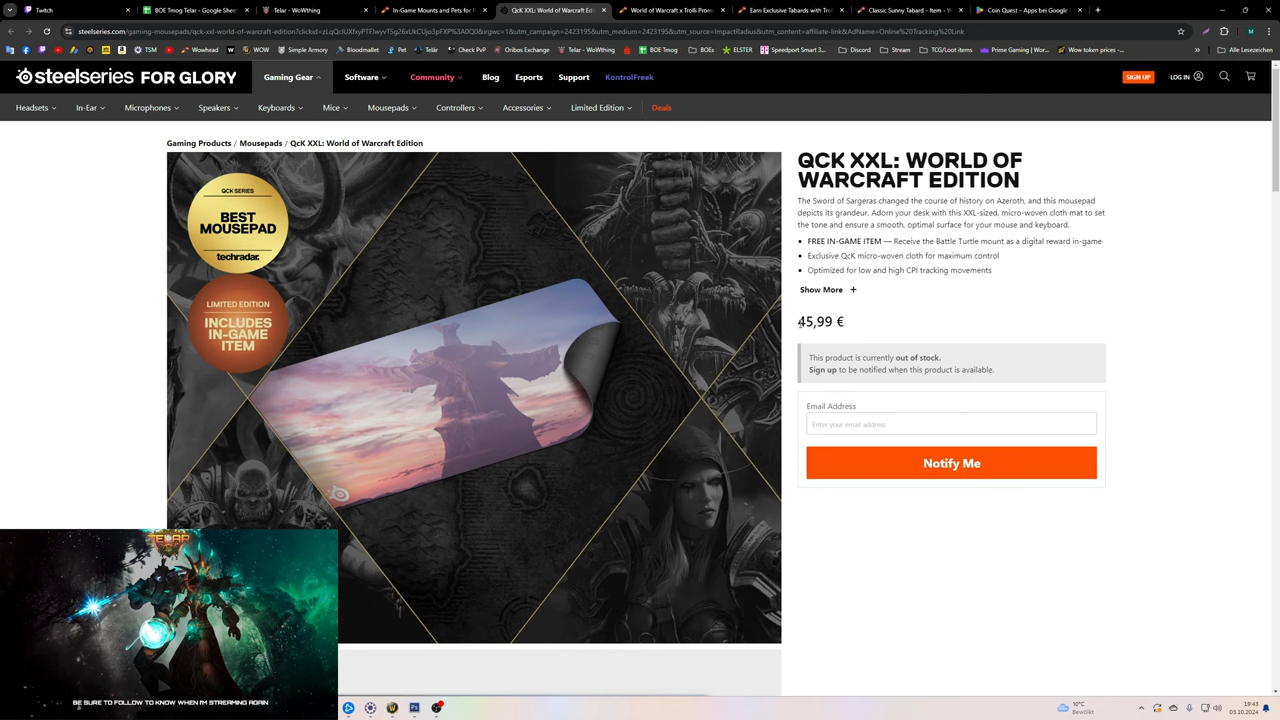 Twitch
BOE Tmog Telar - Google Sheet
Telar - WoWthing
In-Game Mounts and Pets for R
QcK XXL: World of Warcraft Edi
World of Warcraft x Trolli Prom
Earn Exclusive Tabards with Tr
Classic Sunny Tabard - Item - W
Coin Quest – Apps bei Google
steelseries.com/gaming-mousepads/qck-xxl-world-of-warcraft-edition?
Wowhead
TSM
Simple Armory
Bloodmallet
Telar
Check PvP
Oribos Exchange
Telar - WoWthing
BOE Tmog
BOEs
ELSTER
Speedport Smart 3...
Discord
Stream
TCG/Loot items
Prime Gaming | Wor...
Wow token prices -...
Alle Lesezeichen
steelseries FOR GLORY
Gaming Gear
Software
Community
Blog
Esports
Support
KontrolFreek
SIGN UP
LOG IN
Headsets
In-Ear
Microphones
Speakers
Keyboards
Mice
Mousepads
Controllers
Accessories
Limited Edition
Deals
Gaming Products / Mousepads / QcK XXL: World of Warcraft Edition
QCK SERIES
BEST
MOUSEPAD
techradar.
LIMITED EDITION
INCLUDES
IN-GAME
ITEM
QCK XXL: WORLD OF
WARCRAFT EDITION
The Sword of Sargeras changed the course of history on Azeroth, and this mousepad
depicts its grandeur. Adorn your desk with this XXL-sized, micro-woven cloth mat to set
the tone and ensure a smooth, optimal surface for your mouse and keyboard.
• FREE IN-GAME ITEM — Receive the Battle Turtle mount as a digital reward in-game
• Exclusive QcK micro-woven cloth for maximum control
• Optimized for low and high CPI tracking movements
Show More +
45,99 €
This product is currently out of stock.
Sign up to be notified when this product is available.
Email Address
Enter your email address
Notify Me
TELAR
BE SURE TO FOLLOW TO KNOW WHEN I'M STREAMING AGAIN
10°C
Bewölkt
19:43
03.10.2024